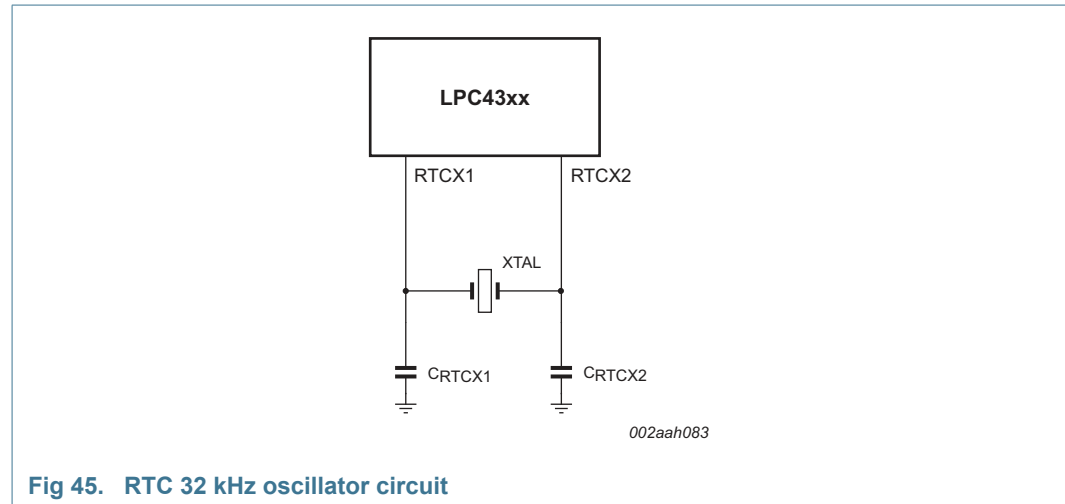 LPC43xx
RTCX1 RTCX2
XTAL
CRTCX1 CRTCX2
002aah083
Fig 45. RTC 32 kHz oscillator circuit